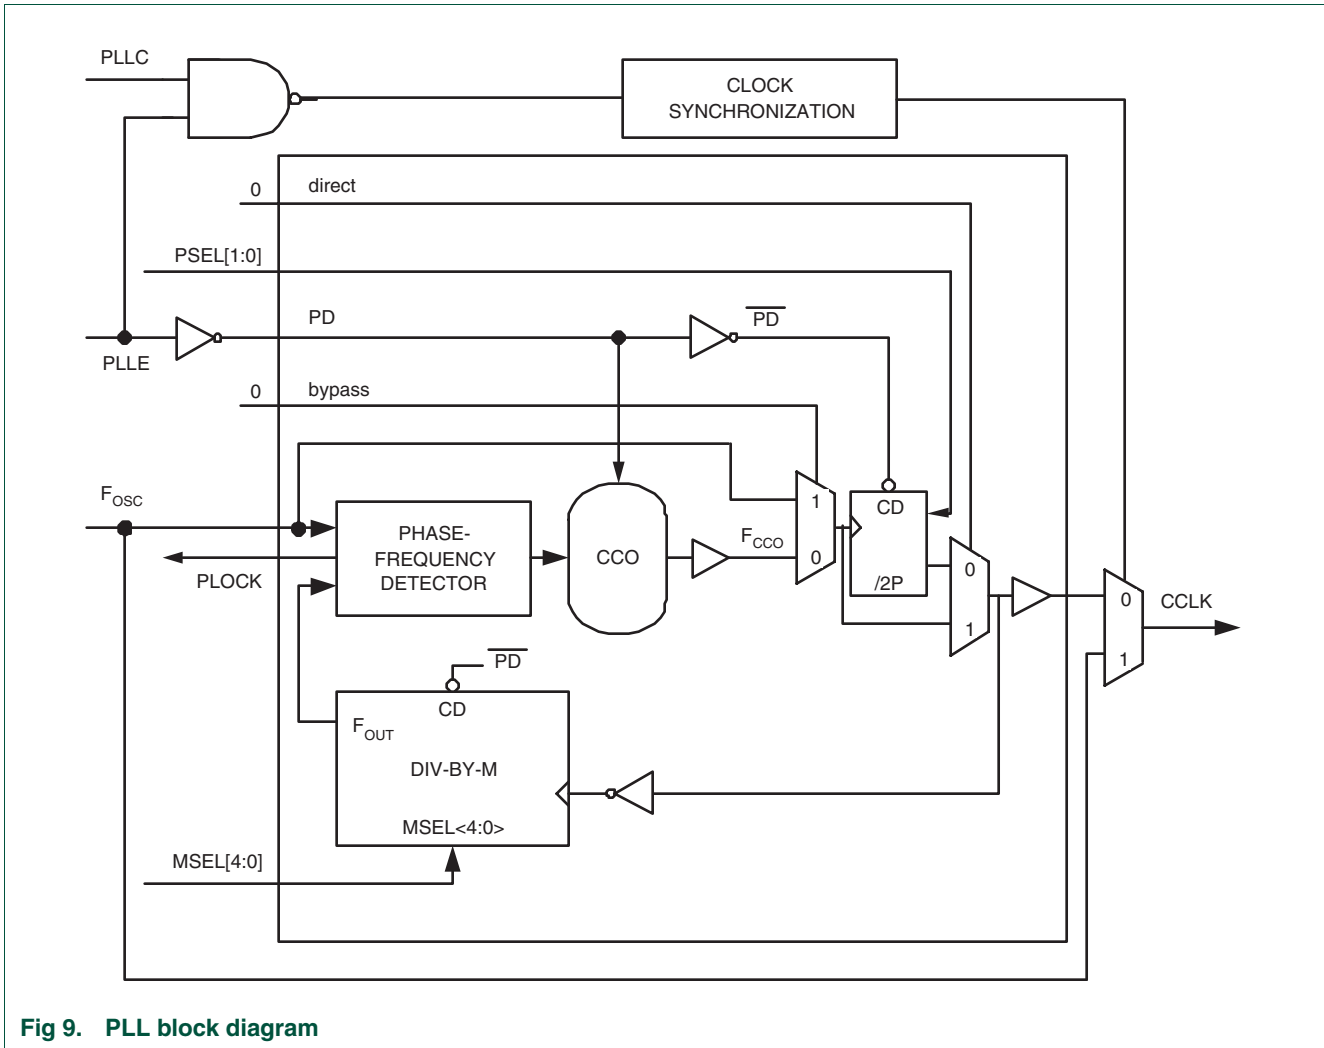 PLLC
CLOCK
SYNCHRONIZATION
0 direct
PSEL[1:0]
PD
PD
PLLE
0 bypass
FOSC
1
CD
PHASE-
FREQUENCY
DETECTOR
CCO
FCCO
0
0
/2P
PLOCK
1
0
CCLK
1
PD
CD
FOUT
DIV-BY-M
MSEL<4:0>
MSEL[4:0]
Fig 9. PLL block diagram